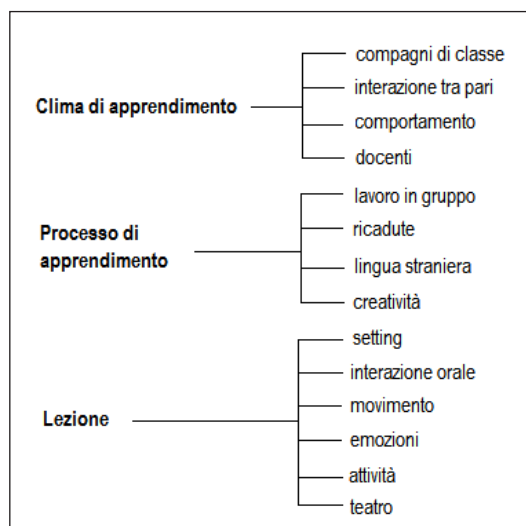 compagni di classe
interazione tra pari
Clima di apprendimento
comportamento
docenti
lavoro in gruppo
Processo di
apprendimento
ricadute
lingua straniera
creatività
setting
interazione orale
Lezione
movimento
emozioni
attività
teatro